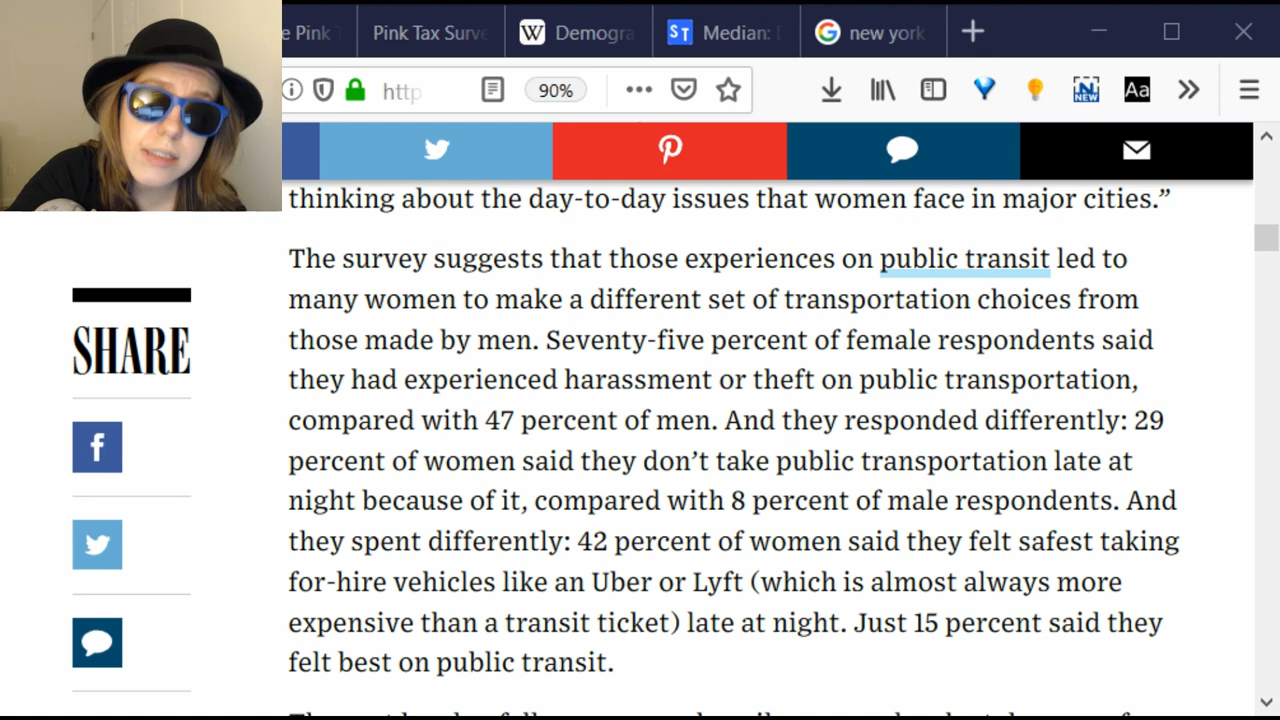 e Pink T
Pink Tax Surve
W Demogra
ST Median: D
G new york
http
90%
NEW
Aa
thinking about the day-to-day issues that women face in major cities.”
The survey suggests that those experiences on public transit led to
many women to make a different set of transportation choices from
those made by men. Seventy-five percent of female respondents said
they had experienced harassment or theft on public transportation,
compared with 47 percent of men. And they responded differently: 29
percent of women said they don’t take public transportation late at
night because of it, compared with 8 percent of male respondents. And
they spent differently: 42 percent of women said they felt safest taking
for-hire vehicles like an Uber or Lyft (which is almost always more
expensive than a transit ticket) late at night. Just 15 percent said they
felt best on public transit.
SHARE
f